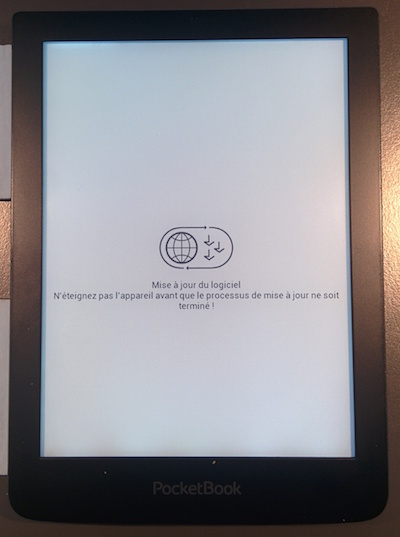 Mise à jour du logiciel
N'éteignez pas l'appareil avant que le processus de mise à jour ne soit
terminé !
PocketBook